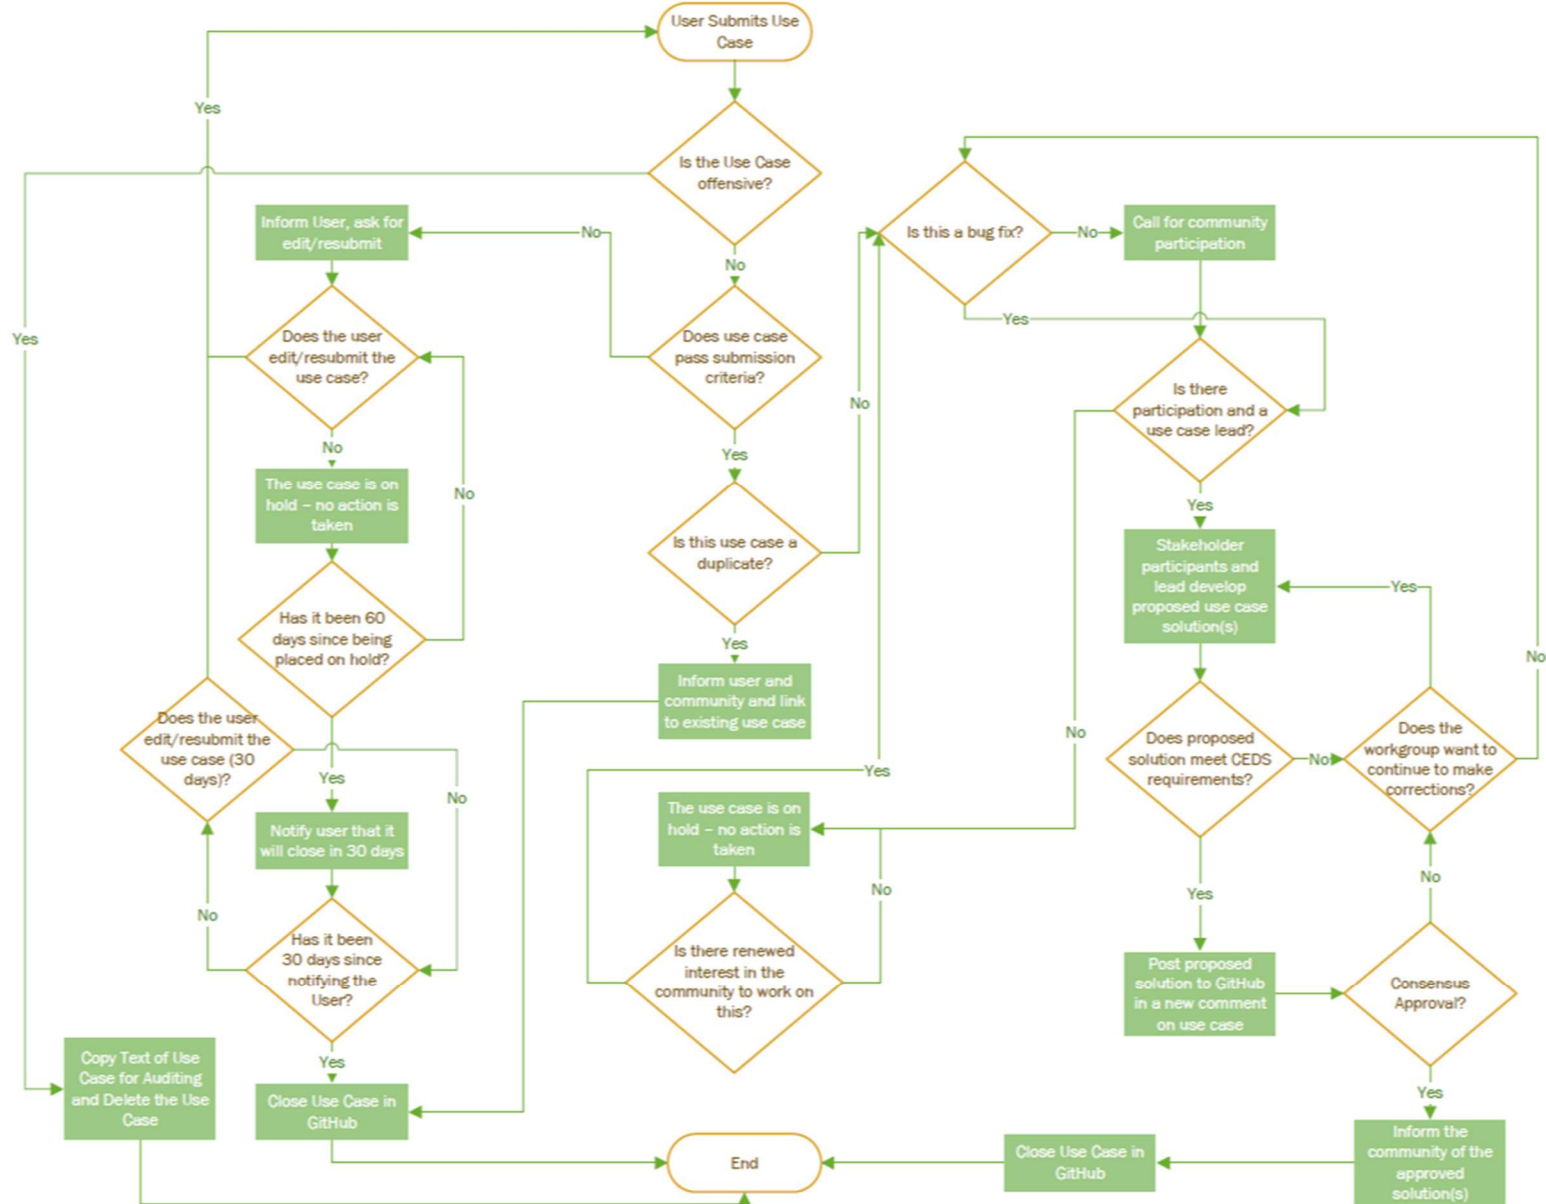 User Submits Use
Case
Yes
Is the Use Case
offensive?
Inform User, ask for
edit/resubmit
No
No
Is this a bug fix?
No
Call for community
participation
Yes
Yes
Does the user
edit/resubmit the
use case?
Does use case
pass submission
criteria?
Is there
participation and a
use case lead?
No
No
Yes
The use case is on
hold – no action is
taken
No
Is this use case a
duplicate?
Yes
Stakeholder
participants and
lead develop
proposed use case
solution(s)
Yes
Has it been 60
days since being
placed on hold?
Yes
No
Inform user and
community and link
to existing use case
Does the user
edit/resubmit the
use case (30
days)?
No
Does proposed
solution meet CEDS
requirements?
No
Does the
workgroup want to
continue to make
corrections?
Yes
Yes
No
Notify user that it
will close in 30 days
The use case is on
hold – no action is
taken
No
Yes
No
No
Has it been
30 days since
notifying the
User?
Is there renewed
interest in the
community to work on
this?
Post proposed
solution to GitHub
in a new comment
on use case
Consensus
Approval?
Copy Text of Use
Case for Auditing
and Delete the Use
Case
Yes
Close Use Case in
GitHub
Yes
End
Close Use Case in
GitHub
Inform the
community of the
approved
solution(s)